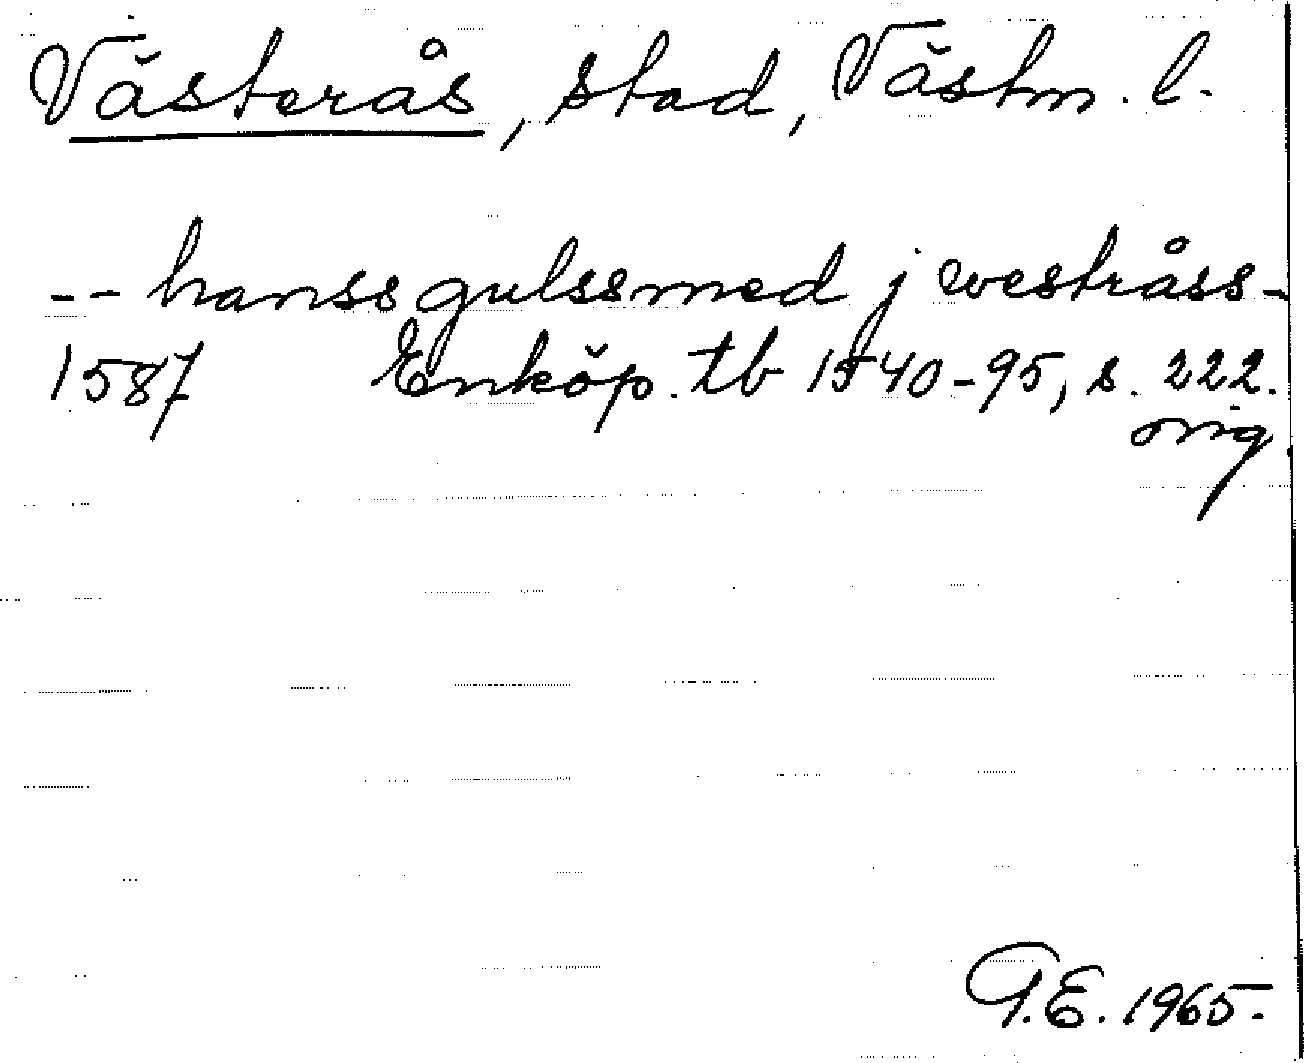 Västerås, stad, Västm. l.
-- hanss gulssmed j westråss -
1587 Enköp. tb 1540-95, s. 222.
orig
G.E. 1965.